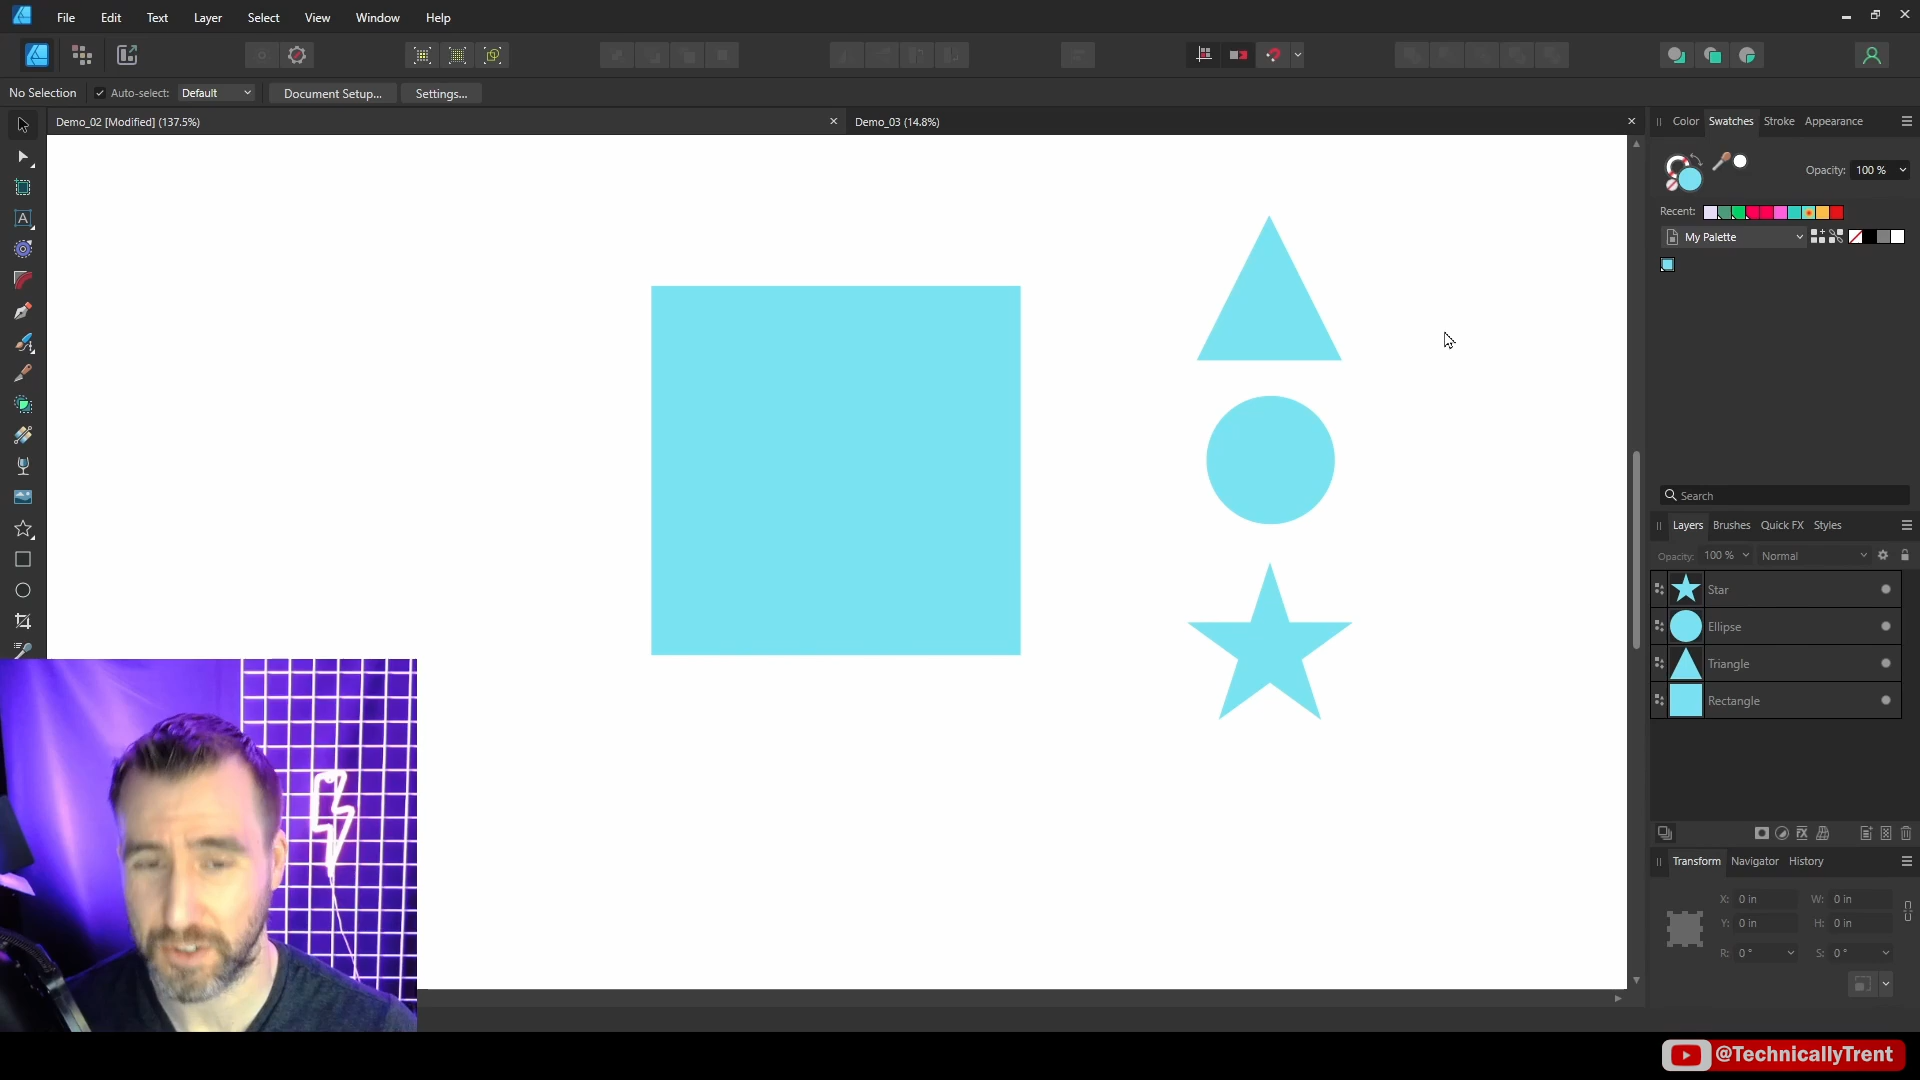 File Edit Text Layer Select View Window Help
No Selection Auto-select: Default Document Setup... Settings...
Demo_02 [Modified] (137.5%)
Demo_03 (14.8%)
Color Swatches Stroke Appearance
Opacity: 100 %
Recent:
My Palette
Search
Layers Brushes Quick FX Styles
Opacity: 100 % Normal
Star
Ellipse
Triangle
Rectangle
Transform Navigator History
X: 0 in W: 0 in
Y: 0 in H: 0 in
R: 0 ° S: 0 °
@TechnicallyTrent